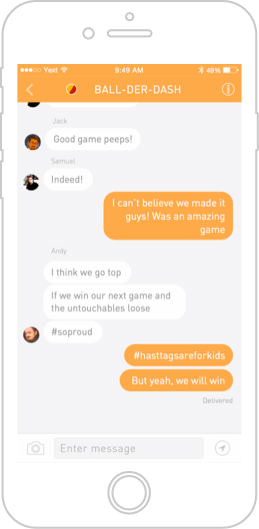 Yext 9:49 AM 49%
BALL-DER-DASH
Jack
Good game peeps!
Samuel
Indeed!
I can't believe we made it
guys! Was an amazing
game
Andy
I think we go top
If we win our next game and
the untouchables loose
#soproud
#hasttagsareforkids
But yeah, we will win
Delivered
Enter message